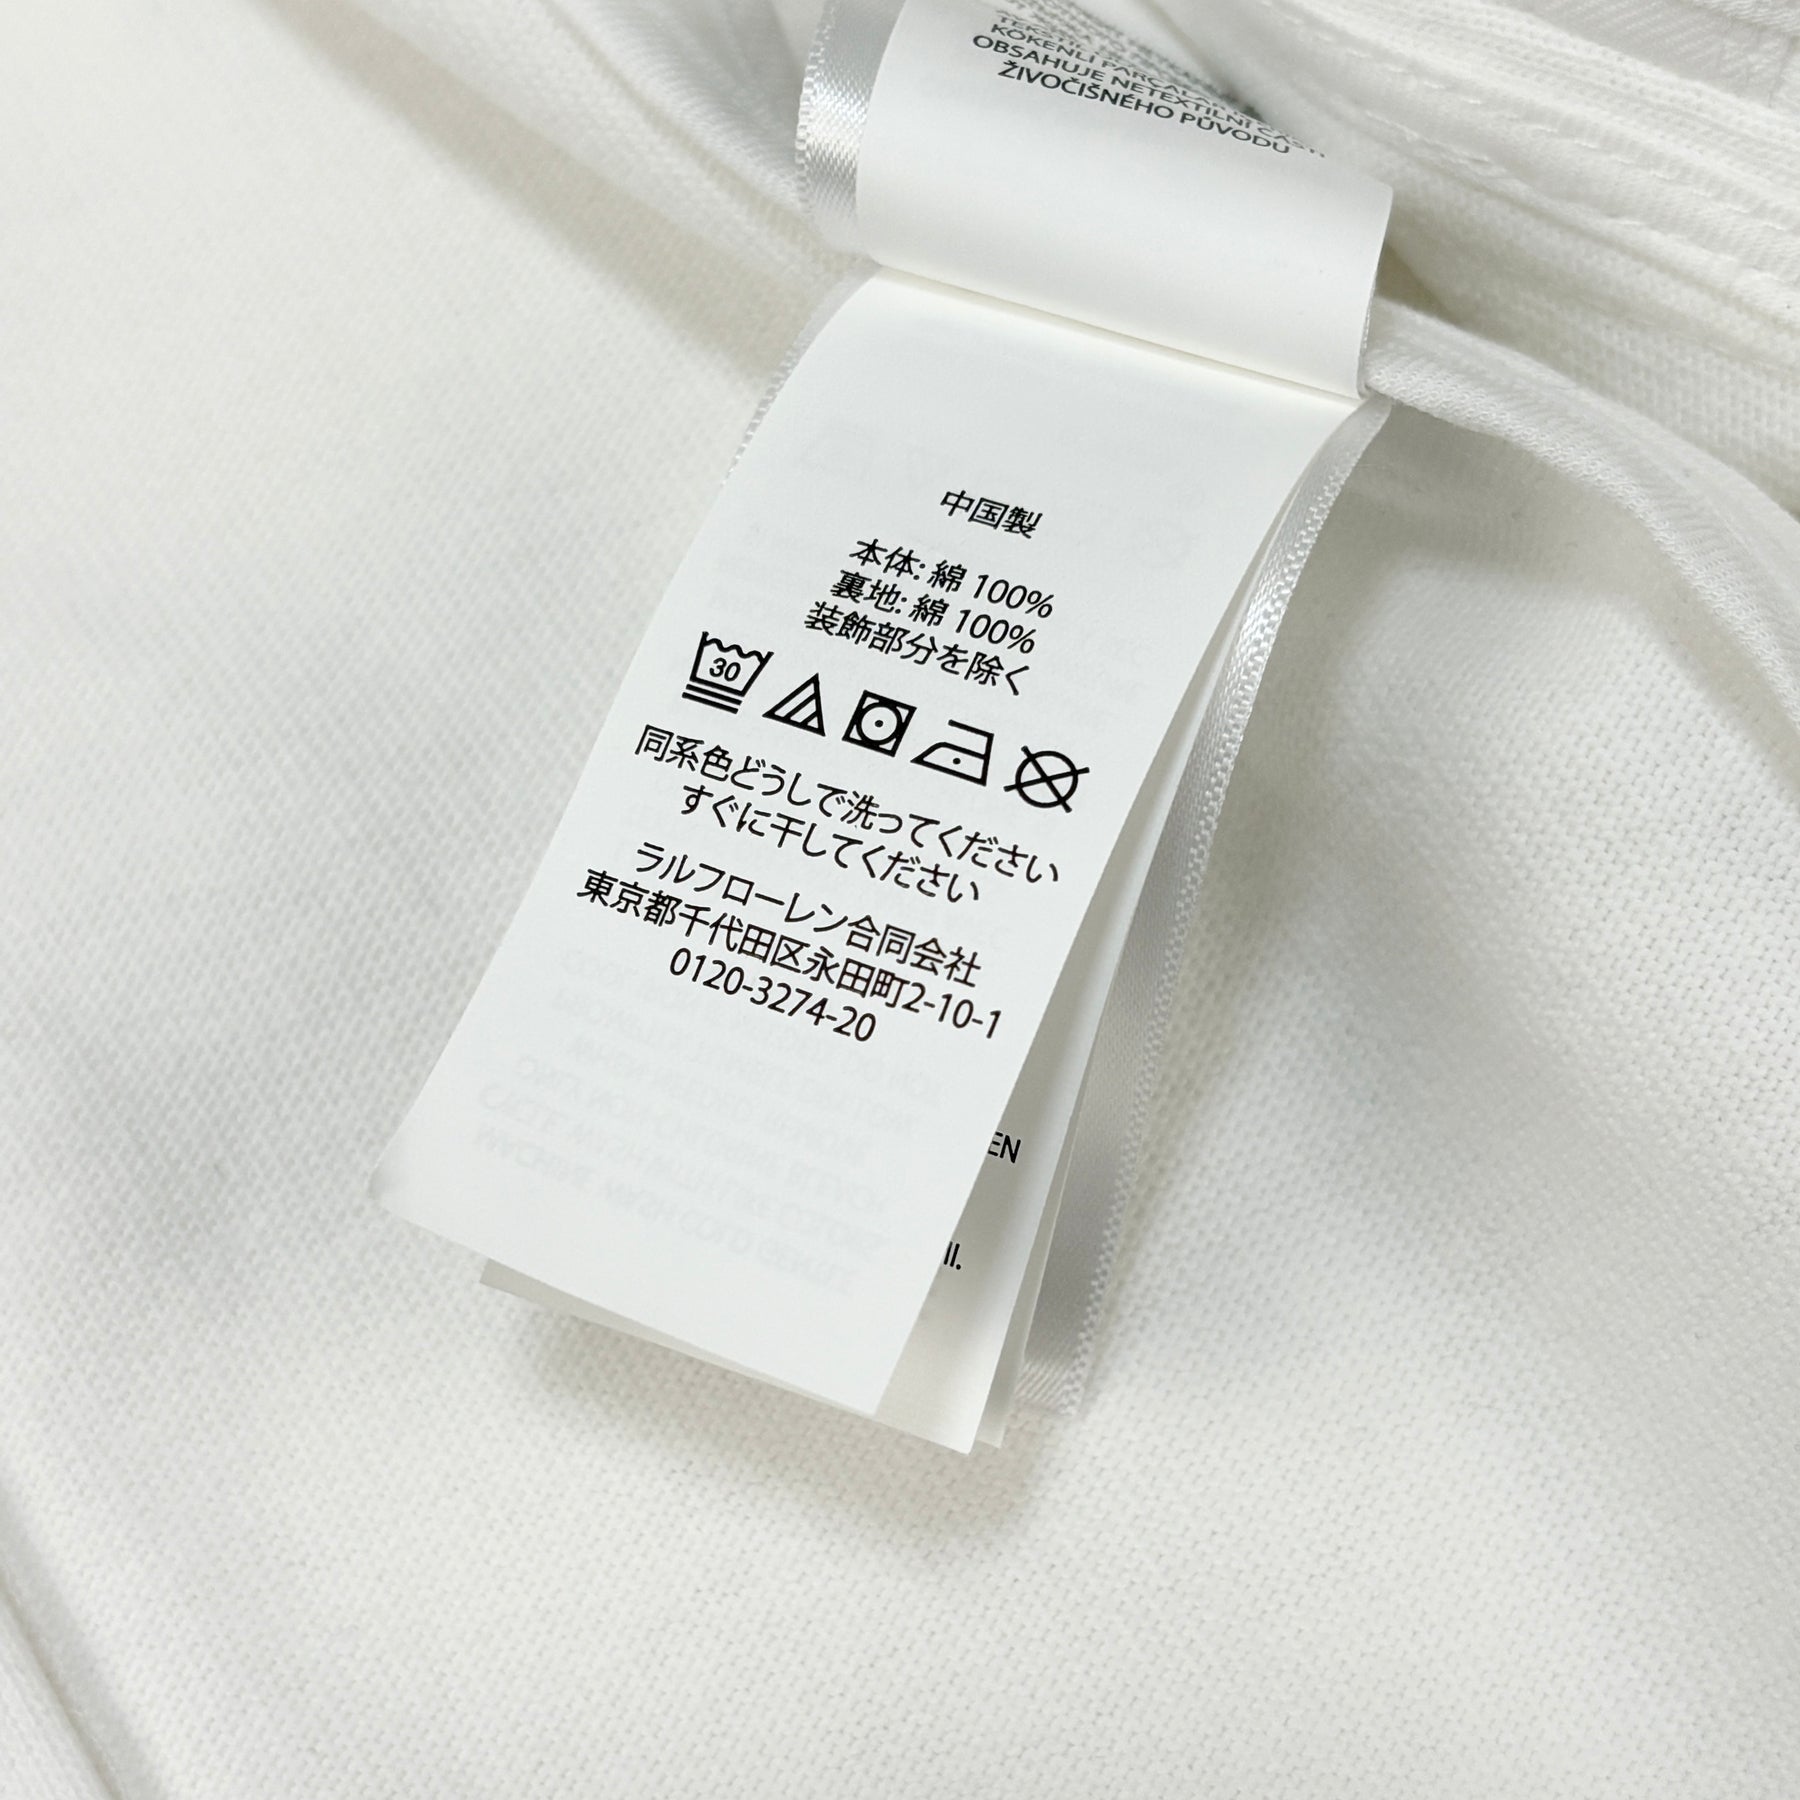 KÖKENLİ PARÇALAR
OBSAHUJE NETEXTILNÍ ČÁSTI
ŽIVOČIŠNÉHO PŮVODU
中国製
本体: 綿 100%
裏地: 綿 100%
装飾部分を除く
30
同系色どうしで洗ってください
すぐに干してください
ラルフローレン合同会社
東京都千代田区永田町2-10-1
0120-3274-20
EN